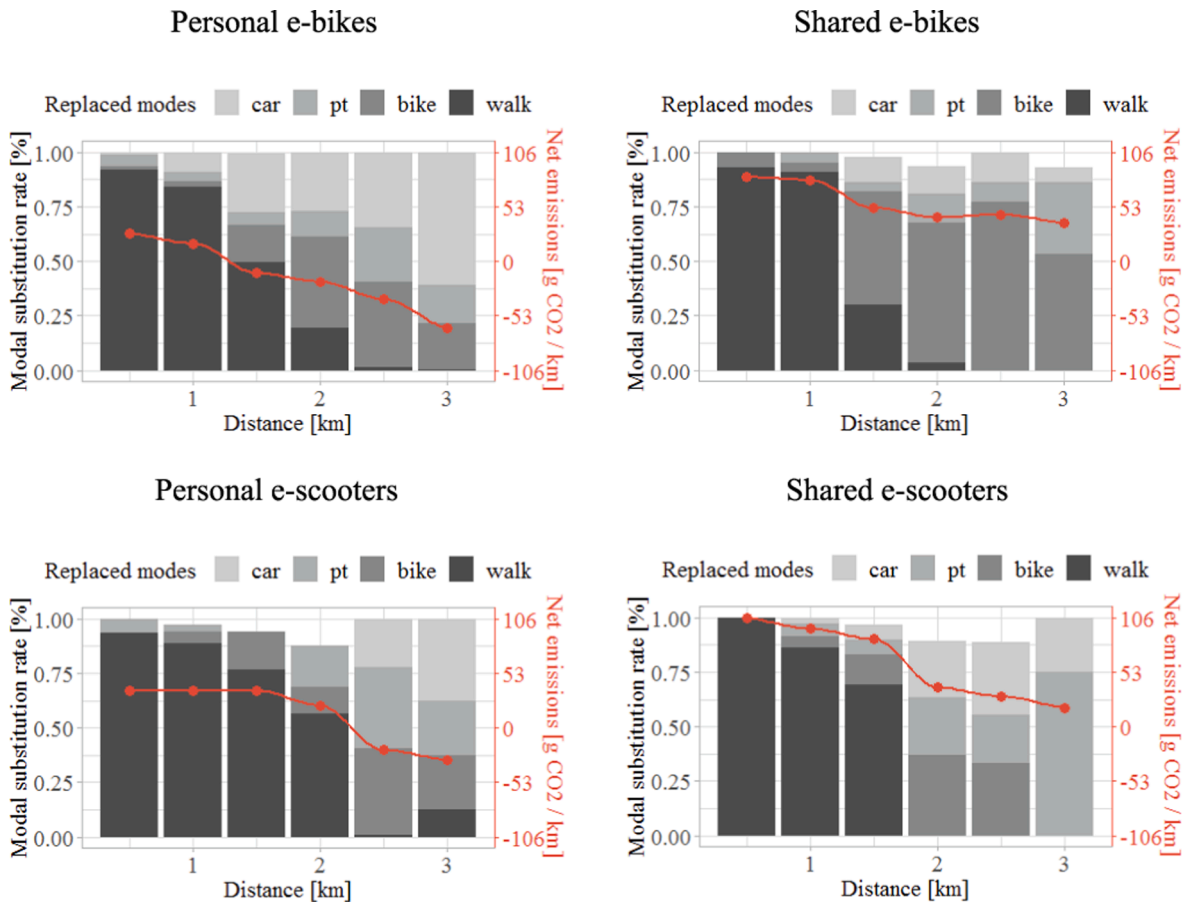 Personal e-bikes
Replaced modes car pt bike walk
Modal substitution rate [%]
1.00
0.75
0.50
0.25
0.00
106
53
0
-53
-106
Net emissions [g CO2 / km]
1 2 3
Distance [km]
Shared e-bikes
Replaced modes car pt bike walk
Modal substitution rate [%]
1.00
0.75
0.50
0.25
0.00
106
53
0
-53
-106
Net emissions [g CO2 / km]
1 2 3
Distance [km]
Personal e-scooters
Replaced modes car pt bike walk
Modal substitution rate [%]
1.00
0.75
0.50
0.25
0.00
106
53
0
-53
-106
Net emissions [g CO2 / km]
1 2 3
Distance [km]
Shared e-scooters
Replaced modes car pt bike walk
Modal substitution rate [%]
1.00
0.75
0.50
0.25
0.00
106
53
0
-53
-106
Net emissions [g CO2 / km]
1 2 3
Distance [km]